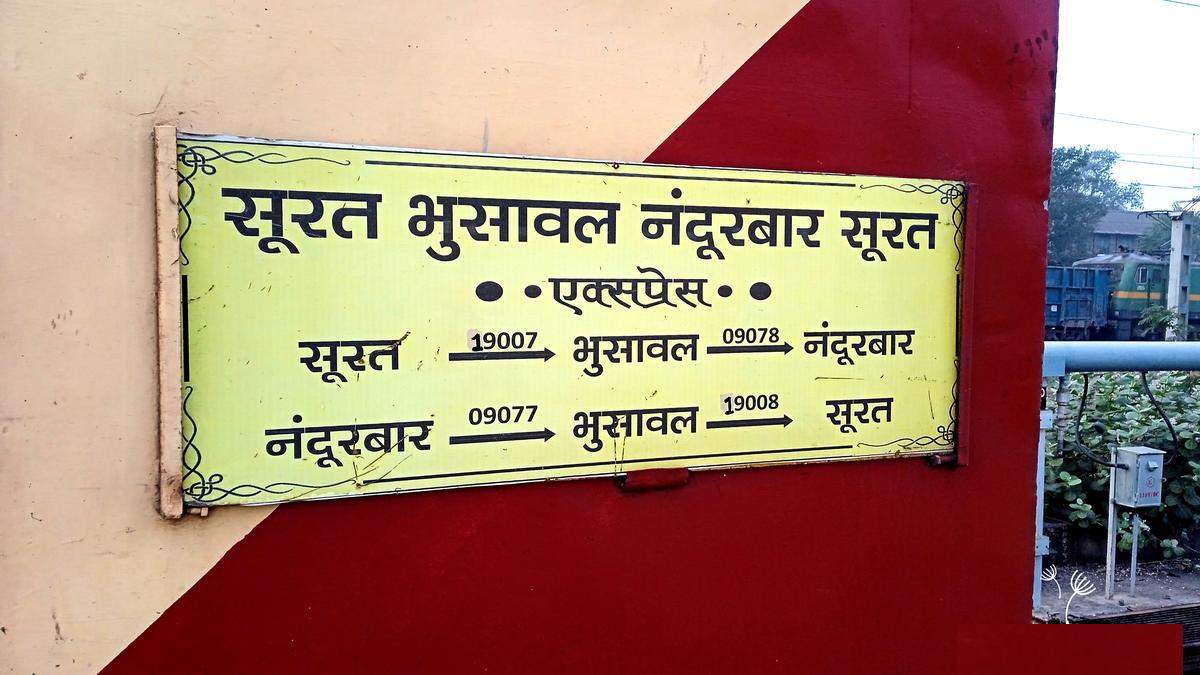 सूरत भुसावल नंदूरबार सूरत
एक्सप्रेस
सूरत 19007 भुसावल 09078 नंदूरबार
नंदूरबार 09077 भुसावल 19008 सूरत